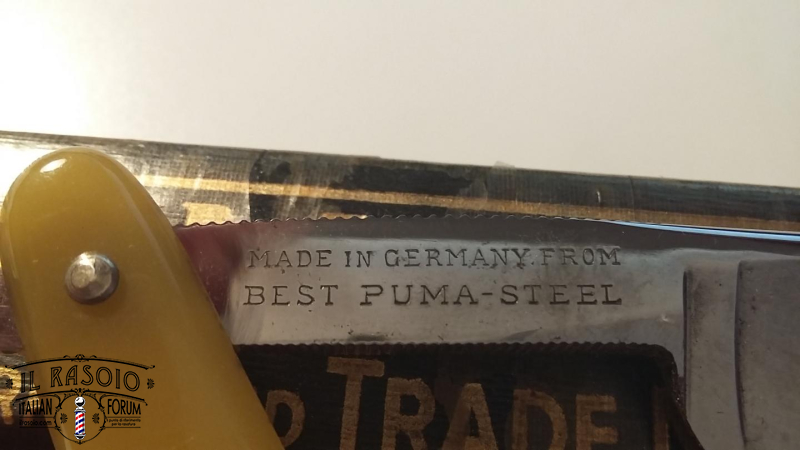 MADE IN GERMANY. FROM
BEST PUMA-STEEL
TRADE
IL RASOIO
ITALIAN FORUM